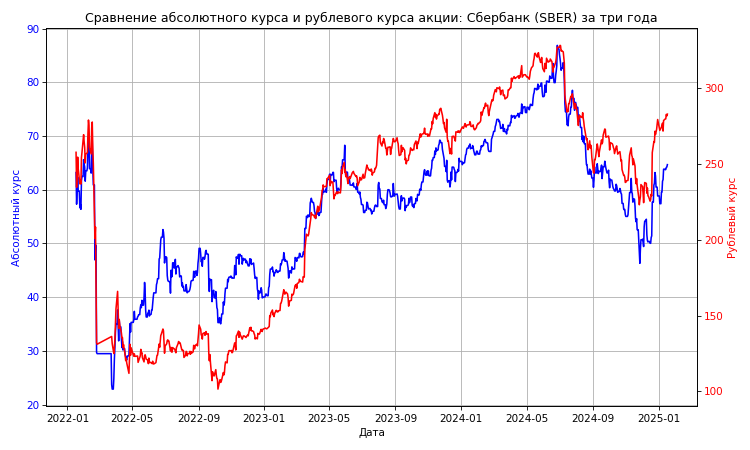 Сравнение абсолютного курса и рублевого курса акции: Сбербанк (SBER) за три года
90
80
70
60
50
40
30
20
Абсолютный курс
300
250
200
150
100
Рублевый курс
2022-01 2022-05 2022-09 2023-01 2023-05 2023-09 2024-01 2024-05 2024-09 2025-01
Дата